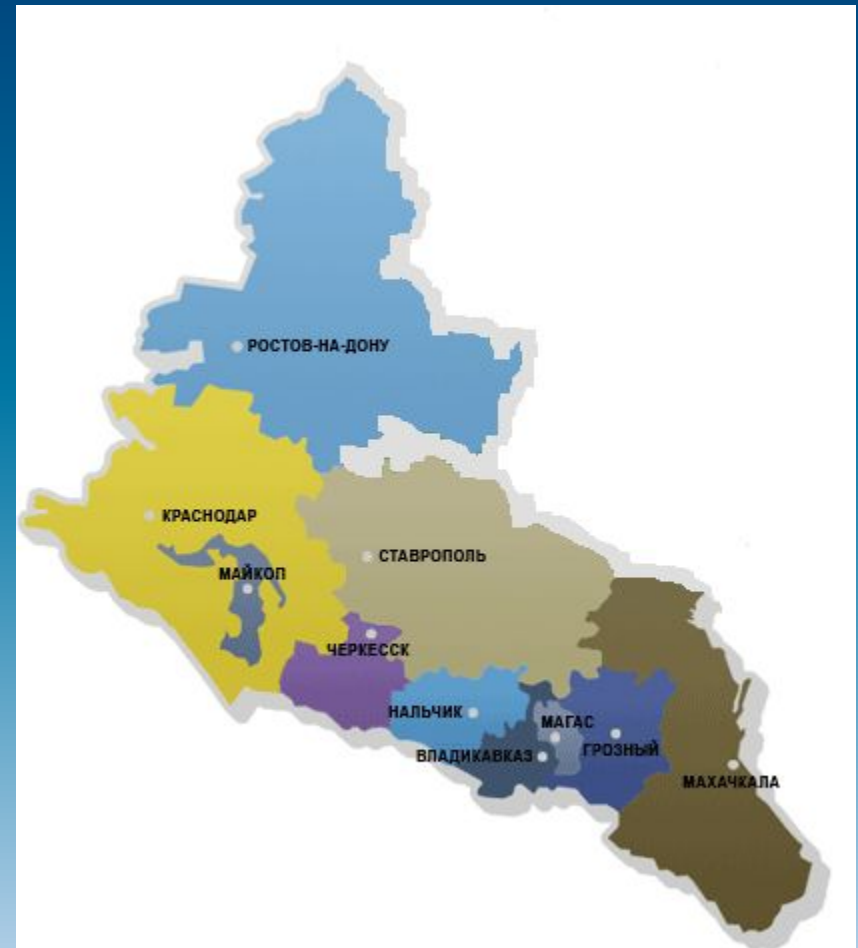 РОСТОВ-НА-ДОНУ
КРАСНОДАР
СТАВРОПОЛЬ
МАЙКОП
ЧЕРКЕССК
НАЛЬЧИК
МАГАС
ВЛАДИКАВКАЗ
ГРОЗНЫЙ
МАХАЧКАЛА